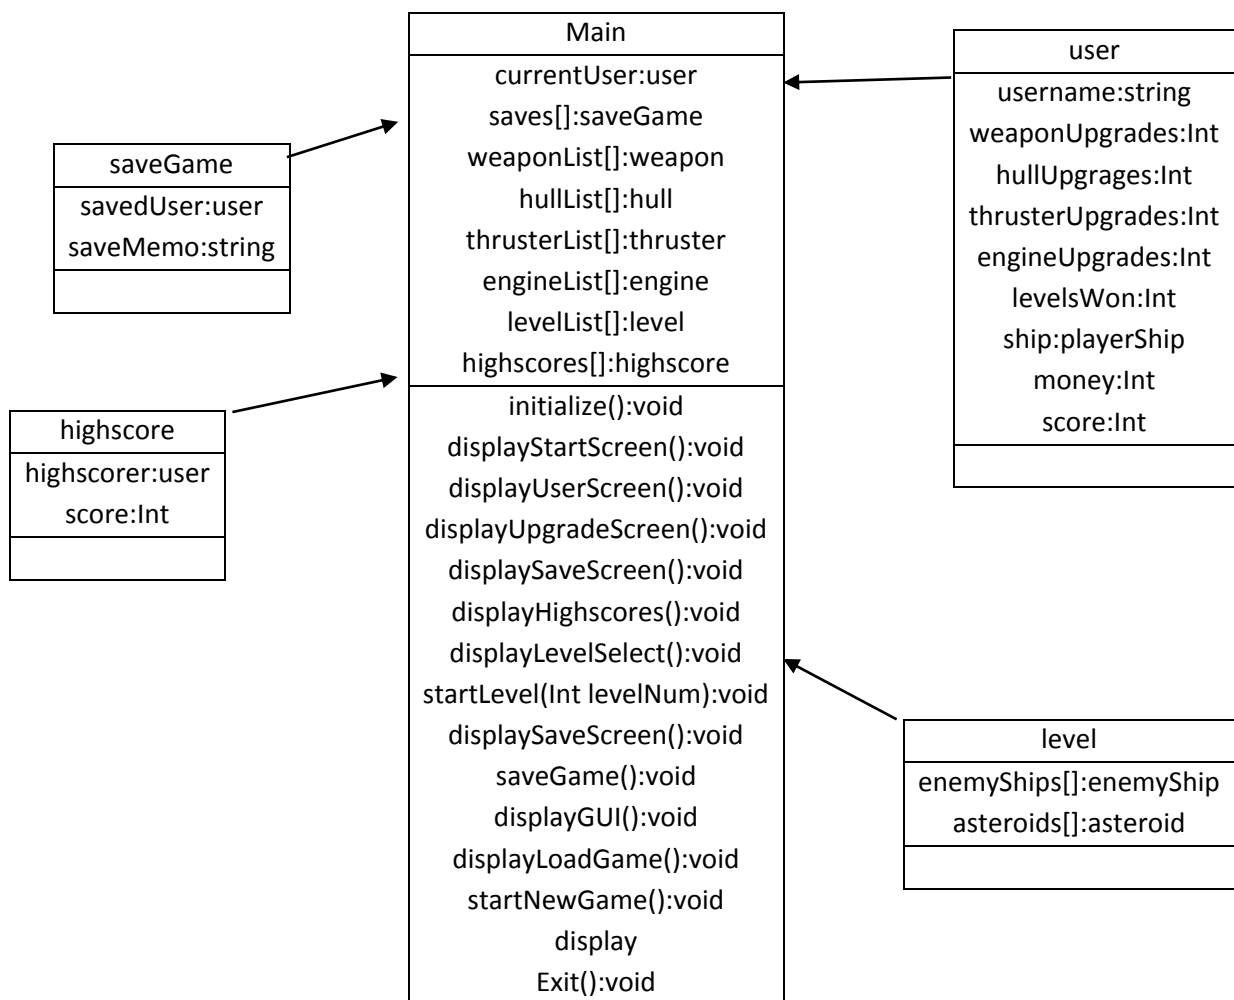 Main
currentUser:user
saves[]:saveGame
weaponList[]:weapon
hullList[]:hull
thrusterList[]:thruster
engineList[]:engine
levelList[]:level
highscores[]:highscore
initialize():void
displayStartScreen():void
displayUserScreen():void
displayUpgradeScreen():void
displaySaveScreen():void
displayHighscores():void
displayLevelSelect():void
startLevel(Int levelNum):void
displaySaveScreen():void
saveGame():void
displayGUI():void
displayLoadGame():void
startNewGame():void
display
Exit():void
user
username:string
weaponUpgrades:Int
hullUpgrages:Int
thrusterUpgrades:Int
engineUpgrades:Int
levelsWon:Int
ship:playerShip
money:Int
score:Int
saveGame
savedUser:user
saveMemo:string
highscore
highscorer:user
score:Int
level
enemyShips[]:enemyShip
asteroids[]:asteroid